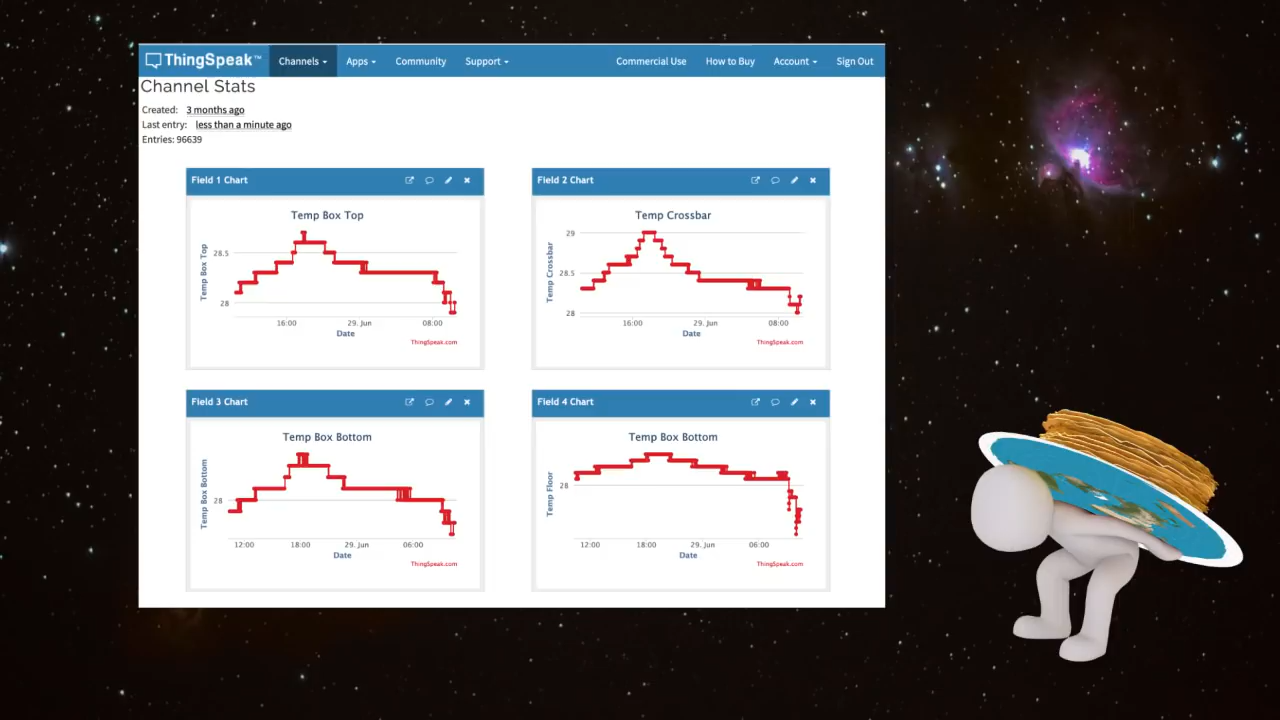 ThingSpeak™ Channels Apps Community Support Commercial Use How to Buy Account Sign Out
Channel Stats
Created: 3 months ago
Last entry: less than a minute ago
Entries: 96639
Field 1 Chart
Temp Box Top
Temp Box Top
28.5
28
16:00 29. Jun 08:00
Date
ThingSpeak.com
Field 2 Chart
Temp Crossbar
Temp Crossbar
29
28.5
28
16:00 29. Jun 08:00
Date
ThingSpeak.com
Field 3 Chart
Temp Box Bottom
Temp Box Bottom
28
12:00 18:00 29. Jun 06:00
Date
ThingSpeak.com
Field 4 Chart
Temp Box Bottom
Temp Floor
28
12:00 18:00 29. Jun 06:00
Date
ThingSpeak.com